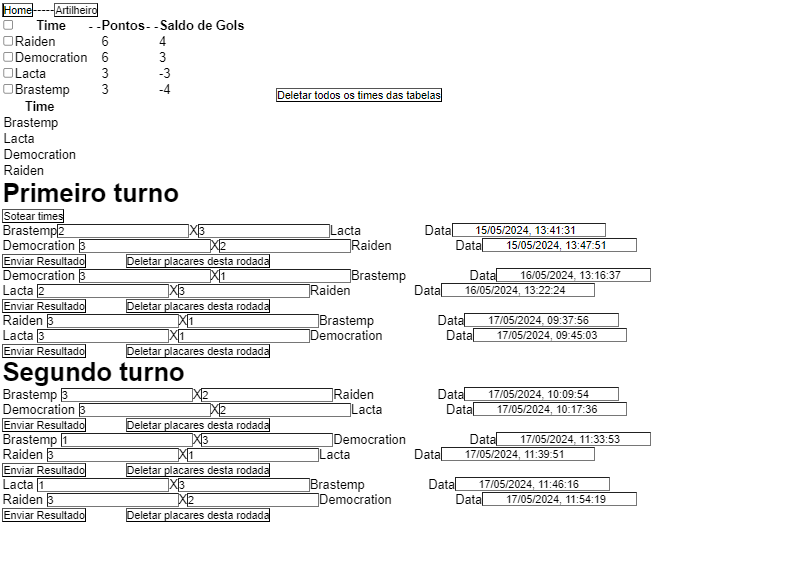 Home-----Artilheiro
Time - -Pontos- -Saldo de Gols
Raiden 6 4
Democration 6 3
Lacta 3 -3
Brastemp 3 -4
Deletar todos os times das tabelas
Time
Brastemp
Lacta
Democration
Raiden
Primeiro turno
Sotear times
Brastemp 2 X 3 Lacta Data 15/05/2024, 13:41:31
Democration 3 X 2 Raiden Data 15/05/2024, 13:47:51
Enviar Resultado Deletar placares desta rodada
Democration 3 X 1 Brastemp Data 16/05/2024, 13:16:37
Lacta 2 X 3 Raiden Data 16/05/2024, 13:22:24
Enviar Resultado Deletar placares desta rodada
Raiden 3 X 1 Brastemp Data 17/05/2024, 09:37:56
Lacta 3 X 1 Democration Data 17/05/2024, 09:45:03
Enviar Resultado Deletar placares desta rodada
Segundo turno
Brastemp 3 X 2 Raiden Data 17/05/2024, 10:09:54
Democration 3 X 2 Lacta Data 17/05/2024, 10:17:36
Enviar Resultado Deletar placares desta rodada
Brastemp 1 X 3 Democration Data 17/05/2024, 11:33:53
Raiden 3 X 1 Lacta Data 17/05/2024, 11:39:51
Enviar Resultado Deletar placares desta rodada
Lacta 1 X 3 Brastemp Data 17/05/2024, 11:46:16
Raiden 3 X 2 Democration Data 17/05/2024, 11:54:19
Enviar Resultado Deletar placares desta rodada